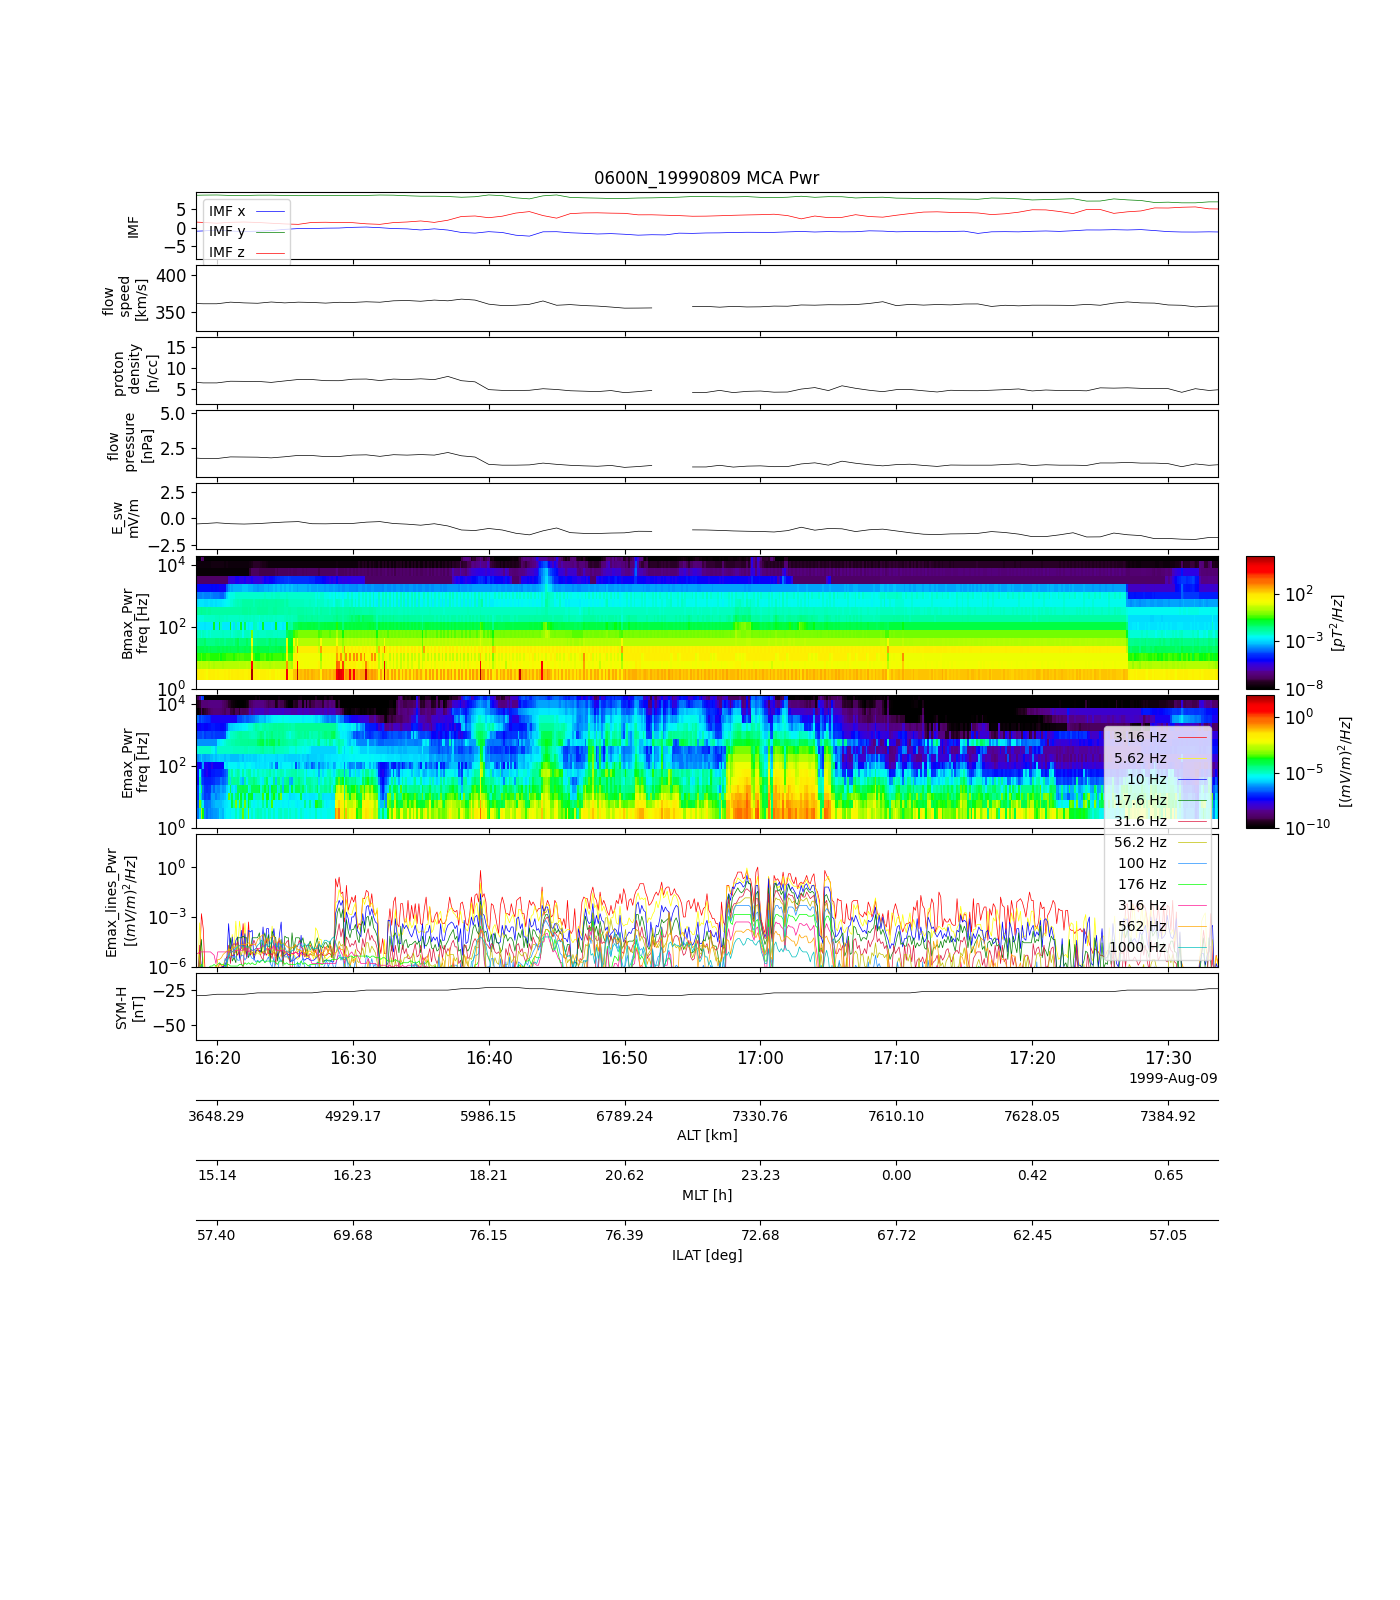 0600N_19990809 MCA Pwr
IMF
5
0
−5
IMF x
IMF y
IMF z
flow
speed
[km/s]
400
350
proton
density
[n/cc]
15
10
5
flow
pressure
[nPa]
5.0
2.5
E_sw
mV/m
2.5
0.0
−2.5
Bmax_Pwr
freq [Hz]
10^4
10^2
10^0
10^2
10^−3
10^−8
[pT^2/Hz]
Emax_Pwr
freq [Hz]
10^4
10^2
10^0
10^0
10^−5
10^−10
[(mV/m)^2/Hz]
3.16 Hz
5.62 Hz
10 Hz
17.6 Hz
31.6 Hz
56.2 Hz
100 Hz
176 Hz
316 Hz
562 Hz
1000 Hz
Emax_lines_Pwr
[(mV/m)^2/Hz]
10^0
10^−3
10^−6
SYM-H
[nT]
−25
−50
16:20 16:30 16:40 16:50 17:00 17:10 17:20 17:30
1999-Aug-09
3648.29 4929.17 5986.15 6789.24 7330.76 7610.10 7628.05 7384.92
ALT [km]
15.14 16.23 18.21 20.62 23.23 0.00 0.42 0.65
MLT [h]
57.40 69.68 76.15 76.39 72.68 67.72 62.45 57.05
ILAT [deg]